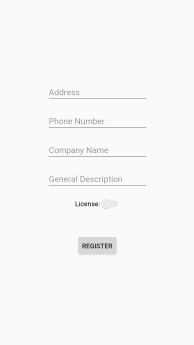 Address
Phone Number
Company Name
General Description
License:
REGISTER